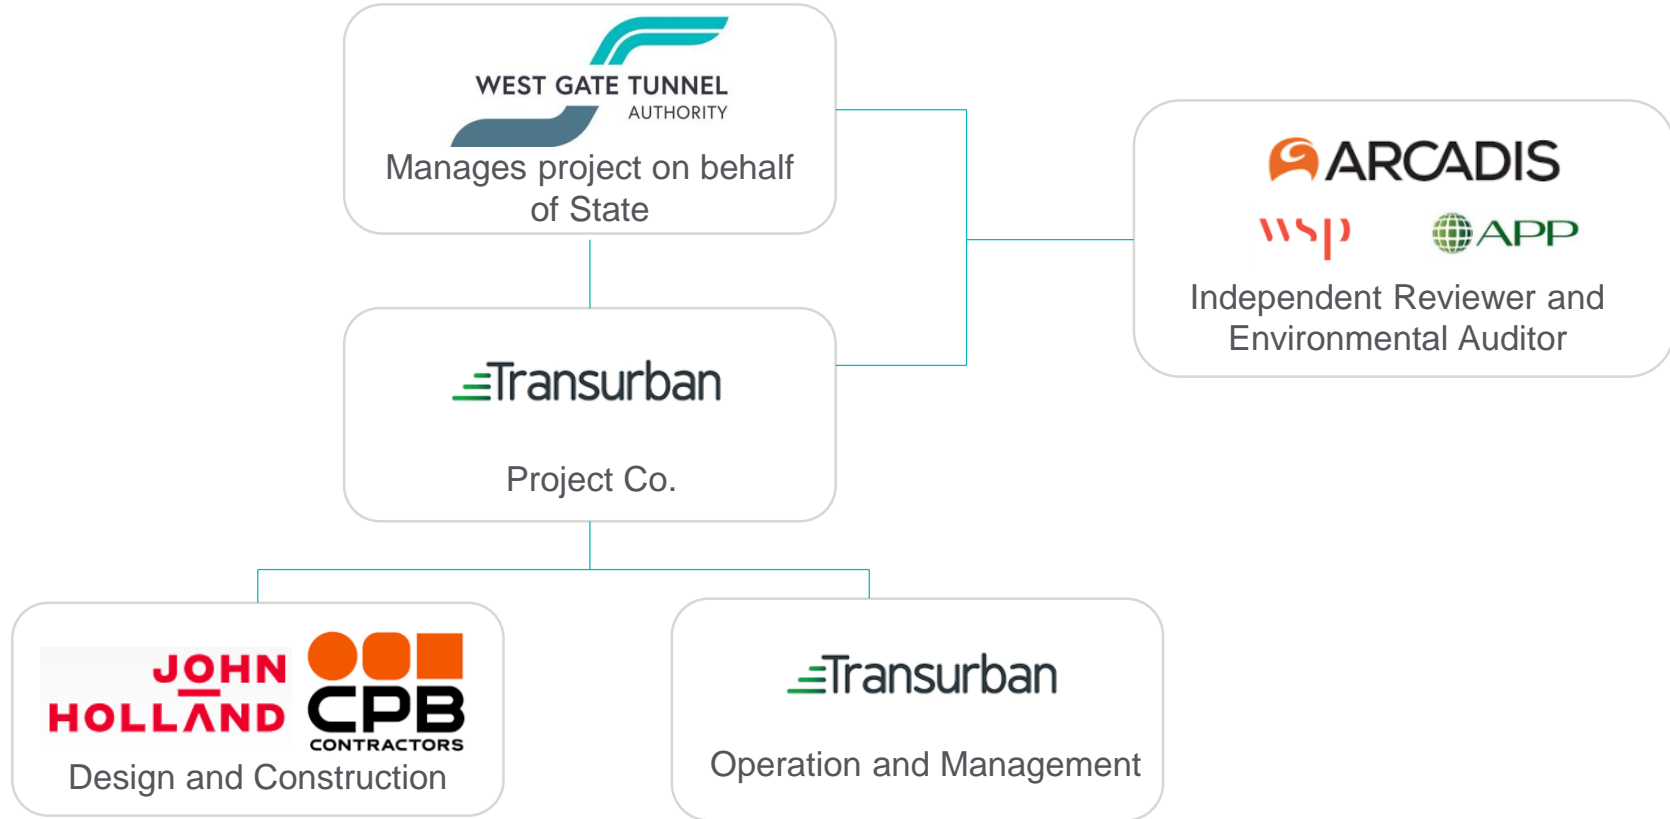 WEST GATE TUNNEL
AUTHORITY
Manages project on behalf
of State
ARCADIS
wsp
APP
Independent Reviewer and
Environmental Auditor
Transurban
Project Co.
JOHN
HOLLAND
CPB
CONTRACTORS
Design and Construction
Transurban
Operation and Management